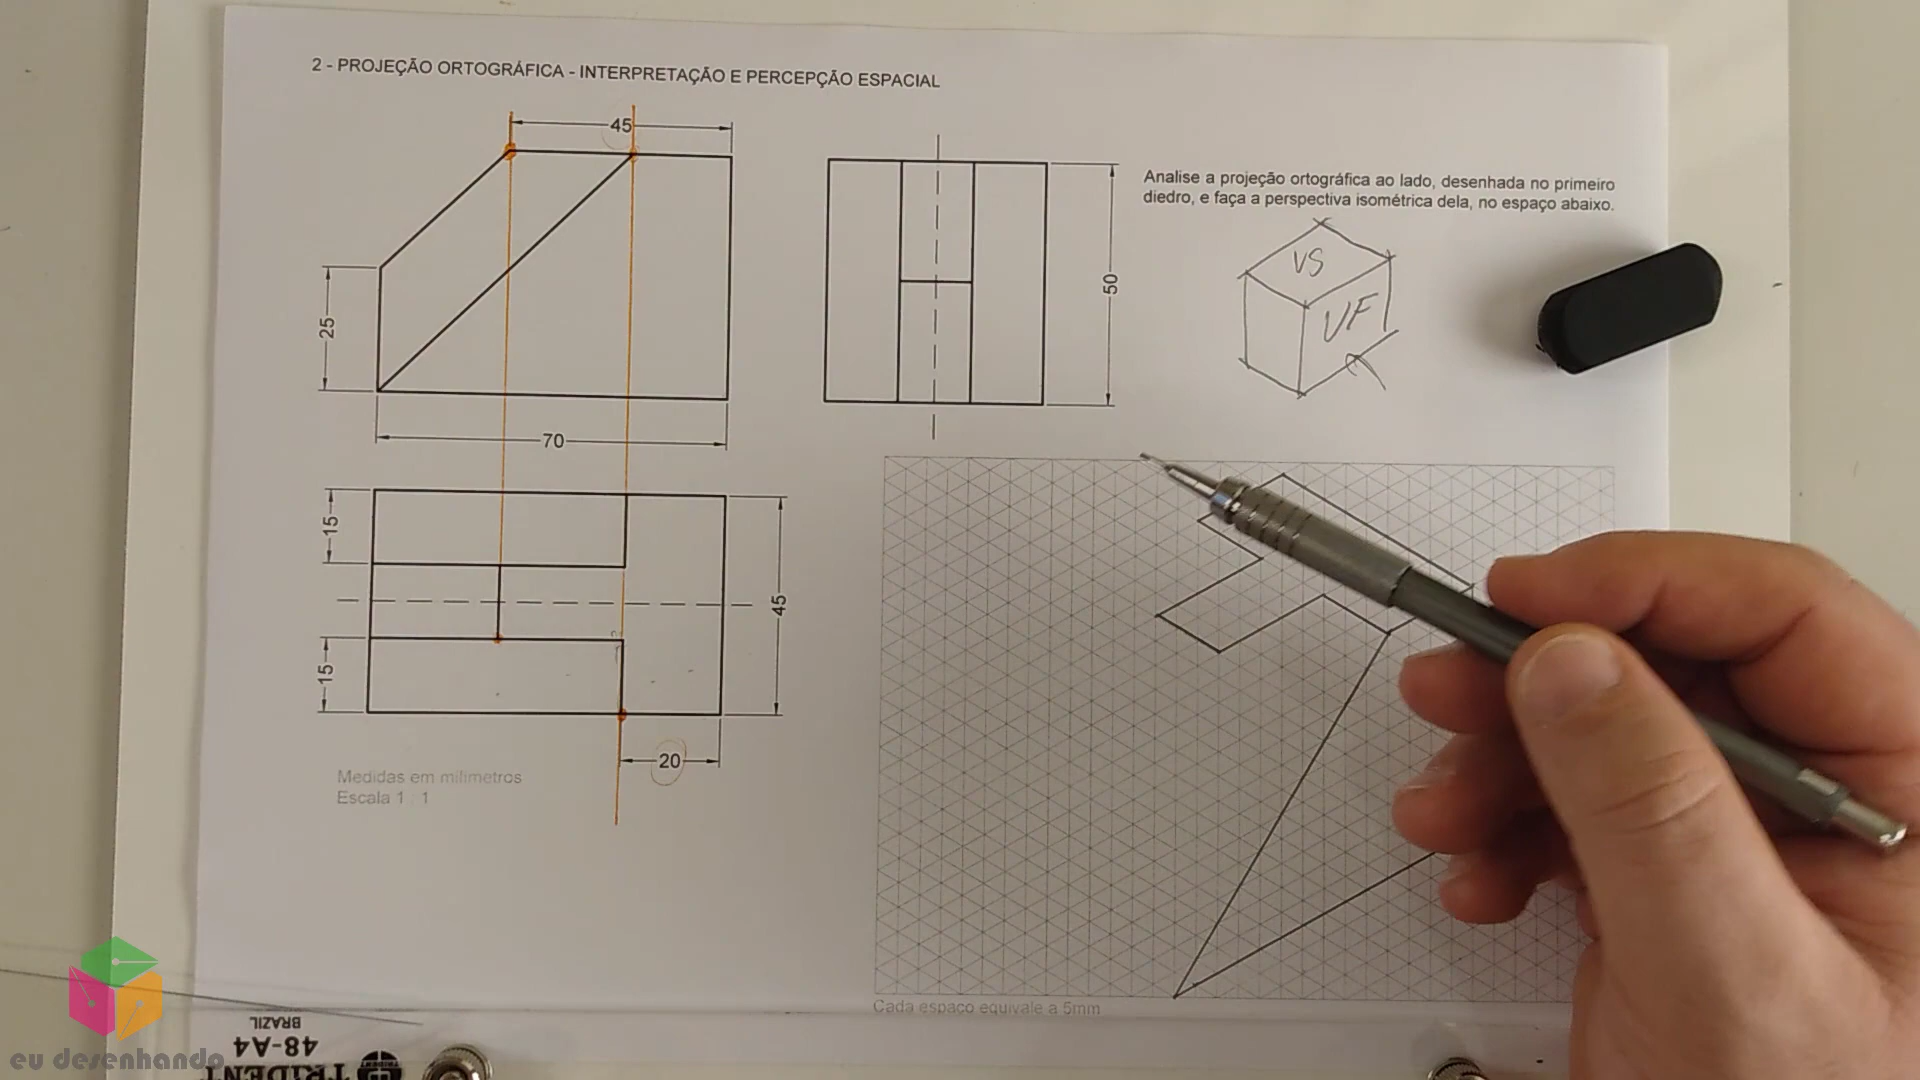 2 - PROJEÇÃO ORTOGRÁFICA - INTERPRETAÇÃO E PERCEPÇÃO ESPACIAL
45
25
70
50
Analise a projeção ortográfica ao lado, desenhada no primeiro
diedro, e faça a perspectiva isométrica dela, no espaço abaixo.
VS
VF
15
15
45
20
Medidas em milímetros
Escala 1 : 1
Cada espaço equivale a 5mm
eu desenhando
BRAZIL
48-A4
TRIDENT